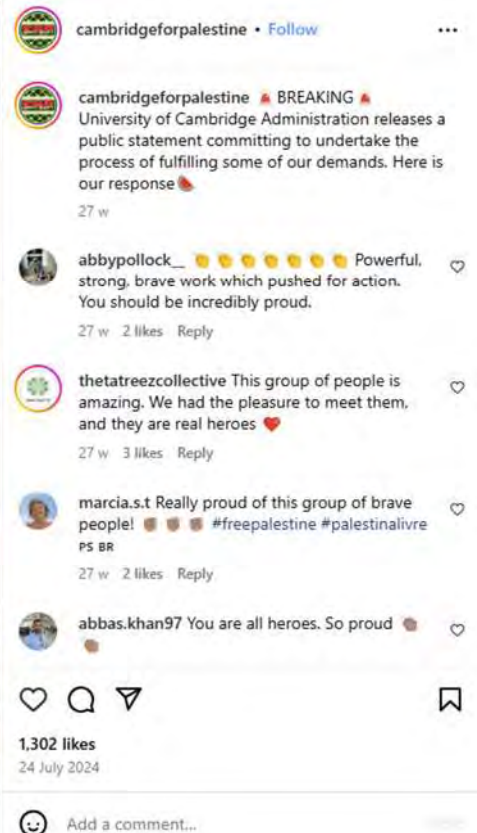 cambridgeforpalestine • Follow
cambridgeforpalestine 🚨 BREAKING 🚨
University of Cambridge Administration releases a
public statement committing to undertake the
process of fulfilling some of our demands. Here is
our response🍉
27 w
abbypollock__ 👏👏👏👏👏👏👏 Powerful,
strong, brave work which pushed for action.
You should be incredibly proud.
27 w 2 likes Reply
thetatreezcollective This group of people is
amazing. We had the pleasure to meet them,
and they are real heroes ❤️
27 w 3 likes Reply
marcia.s.t Really proud of this group of brave
people! ✊🏽✊🏽✊🏽 #freepalestine #palestinalivre
PS BR
27 w 2 likes Reply
abbas.khan97 You are all heroes. So proud 👏🏽
👏🏽
1,302 likes
24 July 2024
Add a comment...